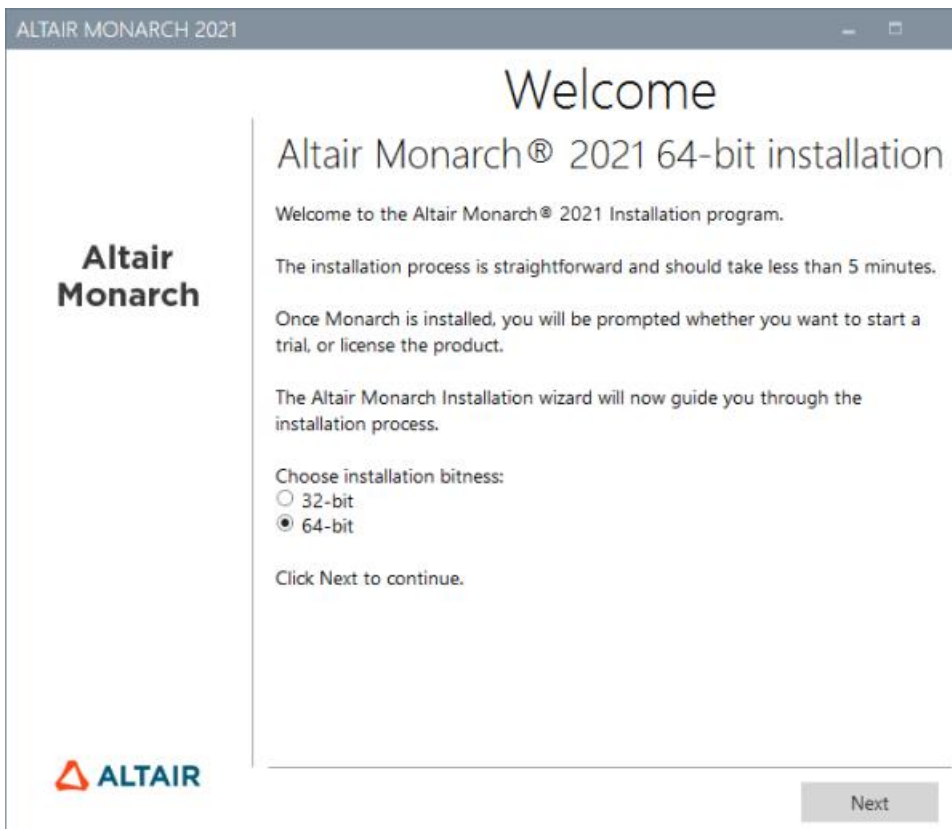 ALTAIR MONARCH 2021
Welcome
Altair Monarch® 2021 64-bit installation
Welcome to the Altair Monarch® 2021 Installation program.
Altair
Monarch
The installation process is straightforward and should take less than 5 minutes.
Once Monarch is installed, you will be prompted whether you want to start a
trial, or license the product.
The Altair Monarch Installation wizard will now guide you through the
installation process.
Choose installation bitness:
32-bit
64-bit
Click Next to continue.
ALTAIR
Next